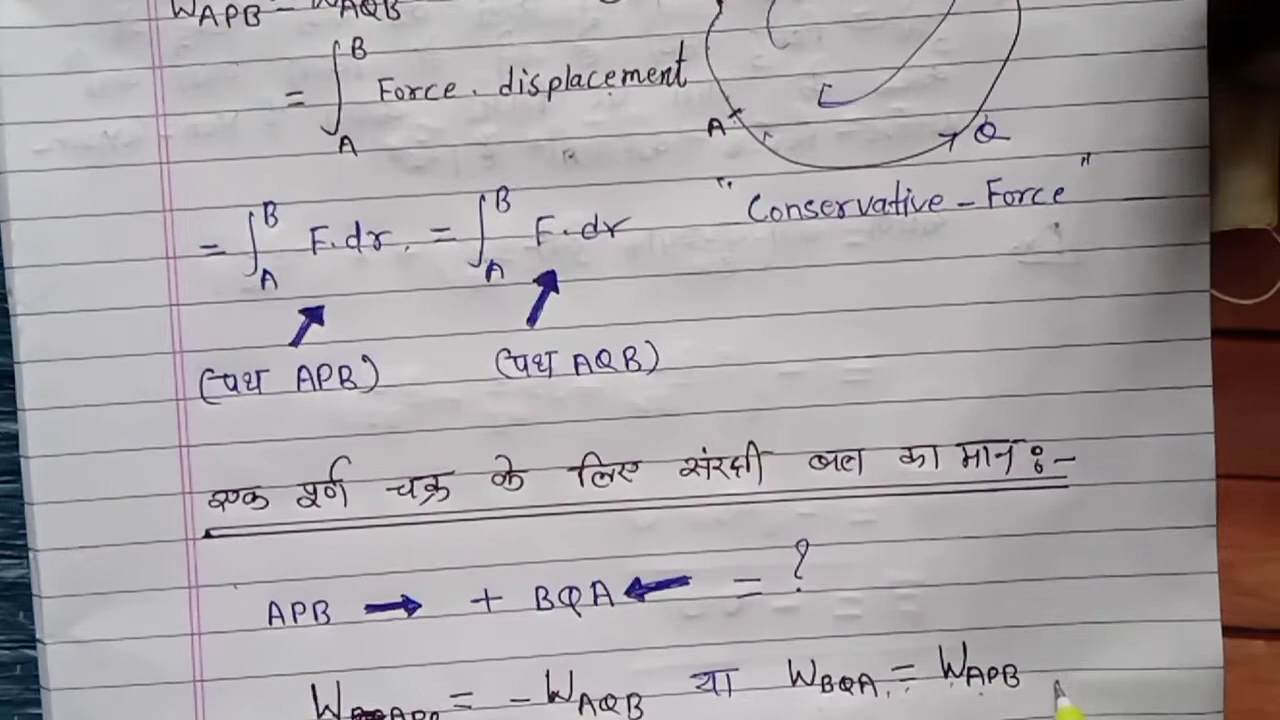 W_APB = W_AQB
= ∫_A^B Force . displacement
A
Q
= ∫_A^B F.dr. = ∫_A^B F.dr
" Conservative - Force "
(पथ APB) (पथ AQB)
एक पूर्ण चक्र के लिए संरक्षी बल का मान :-
APB → + BQA ← = ?
= - W_AQB या W_BQA = W_APB